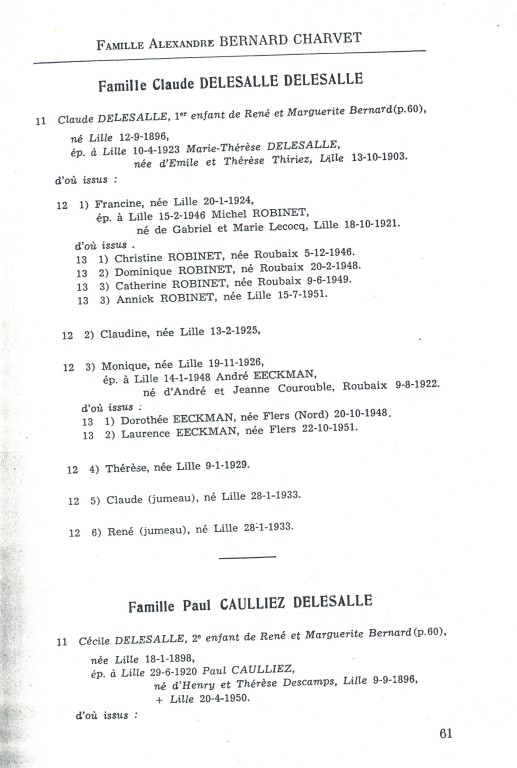 FAMILLE ALEXANDRE BERNARD CHARVET
Famille Claude DELESALLE DELESALLE
11 Claude DELESALLE, 1er enfant de René et Marguerite Bernard (p.60),
né Lille 12-9-1896,
ép. à Lille 10-4-1923 Marie-Thérèse DELESALLE,
née d'Emile et Thérèse Thiriez, Lille 13-10-1903.
d'où issus :
12 1) Francine, née Lille 20-1-1924,
ép. à Lille 15-2-1946 Michel ROBINET,
né de Gabriel et Marie Lecocq, Lille 18-10-1921.
d'où issus .
13 1) Christine ROBINET, née Roubaix 5-12-1946.
13 2) Dominique ROBINET, né Roubaix 20-2-1948.
13 3) Catherine ROBINET, née Roubaix 9-6-1949.
13 3) Annick ROBINET, née Lille 15-7-1951.
12 2) Claudine, née Lille 13-2-1925,
12 3) Monique, née Lille 19-11-1926,
ép. à Lille 14-1-1948 André EECKMAN,
né d'André et Jeanne Courouble, Roubaix 9-8-1922.
d'où issus :
13 1) Dorothée EECKMAN, née Flers (Nord) 20-10-1948.
13 2) Laurence EECKMAN, née Flers 22-10-1951.
12 4) Thérèse, née Lille 9-1-1929.
12 5) Claude (jumeau), né Lille 28-1-1933.
12 6) René (jumeau), né Lille 28-1-1933.
Famille Paul CAULLIEZ DELESALLE
11 Cécile DELESALLE, 2e enfant de René et Marguerite Bernard (p.60),
née Lille 18-1-1898,
ép. à Lille 29-6-1920 Paul CAULLIEZ,
né d'Henry et Thérèse Descamps, Lille 9-9-1896,
+ Lille 20-4-1950.
d'où issus :
61